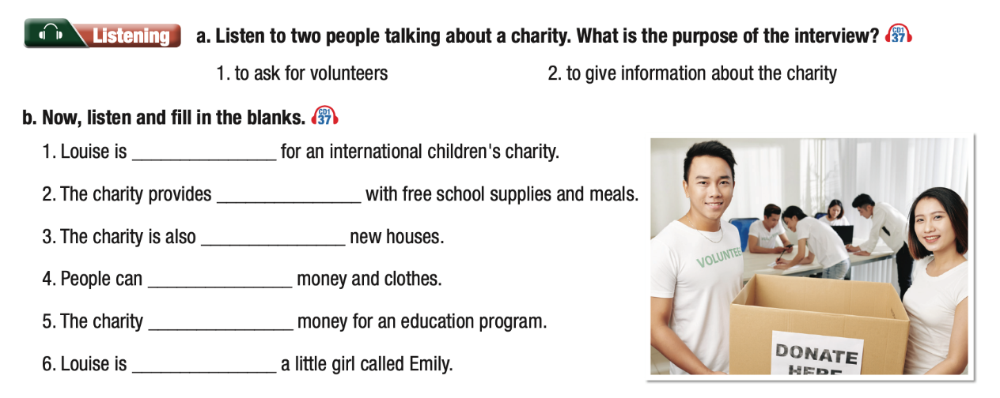 Listening a. Listen to two people talking about a charity. What is the purpose of the interview? CD1 37
1. to ask for volunteers 2. to give information about the charity
b. Now, listen and fill in the blanks. CD1 37
1. Louise is _______________ for an international children's charity.
2. The charity provides _______________ with free school supplies and meals.
3. The charity is also _______________ new houses.
4. People can _______________ money and clothes.
5. The charity _______________ money for an education program.
6. Louise is _______________ a little girl called Emily.
VOLUNTEE
DONATE
HERE